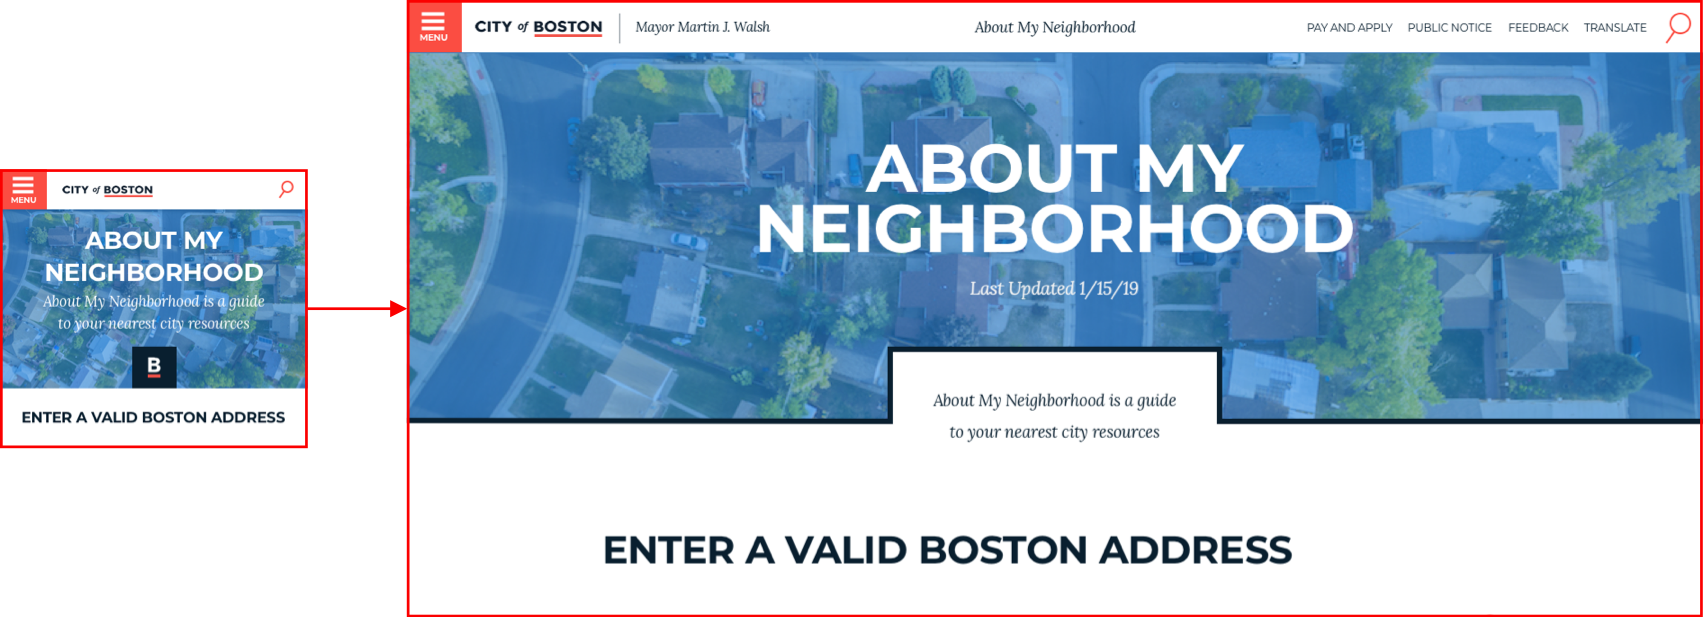 MENU
CITY of BOSTON
ABOUT MY
NEIGHBORHOOD
About My Neighborhood is a guide
to your nearest city resources
B
ENTER A VALID BOSTON ADDRESS
MENU
CITY of BOSTON
Mayor Martin J. Walsh
About My Neighborhood
PAY AND APPLY
PUBLIC NOTICE
FEEDBACK
TRANSLATE
ABOUT MY
NEIGHBORHOOD
Last Updated 1/15/19
About My Neighborhood is a guide
to your nearest city resources
ENTER A VALID BOSTON ADDRESS